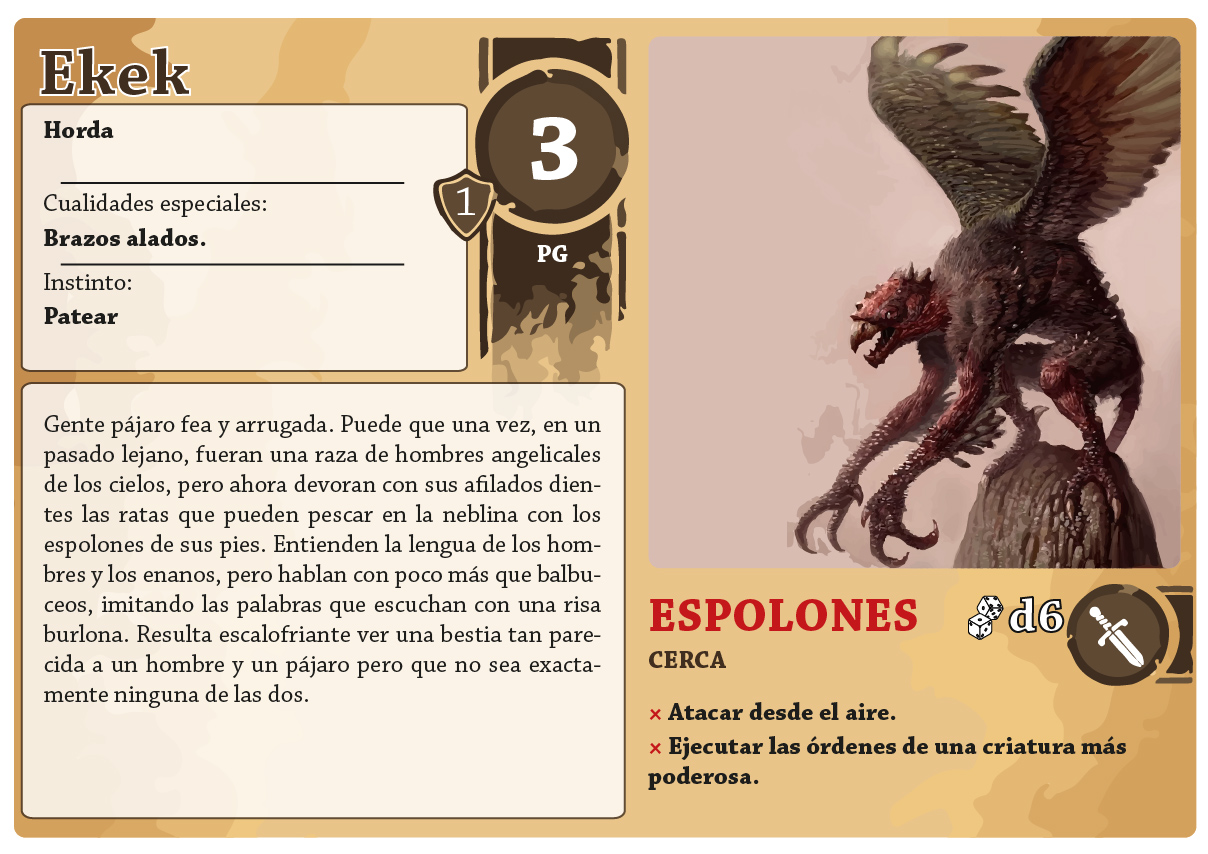 Ekek
Horda
Cualidades especiales:
Brazos alados.
Instinto:
Patear
1
3
PG
Gente pájaro fea y arrugada. Puede que una vez, en un
pasado lejano, fueran una raza de hombres angelicales
de los cielos, pero ahora devoran con sus afilados dien-
tes las ratas que pueden pescar en la neblina con los
espolones de sus pies. Entienden la lengua de los hom-
bres y los enanos, pero hablan con poco más que balbu-
ceos, imitando las palabras que escuchan con una risa
burlona. Resulta escalofriante ver una bestia tan pare-
cida a un hombre y un pájaro pero que no sea exacta-
mente ninguna de las dos.
ESPOLONES d6
CERCA
× Atacar desde el aire.
× Ejecutar las órdenes de una criatura más
poderosa.